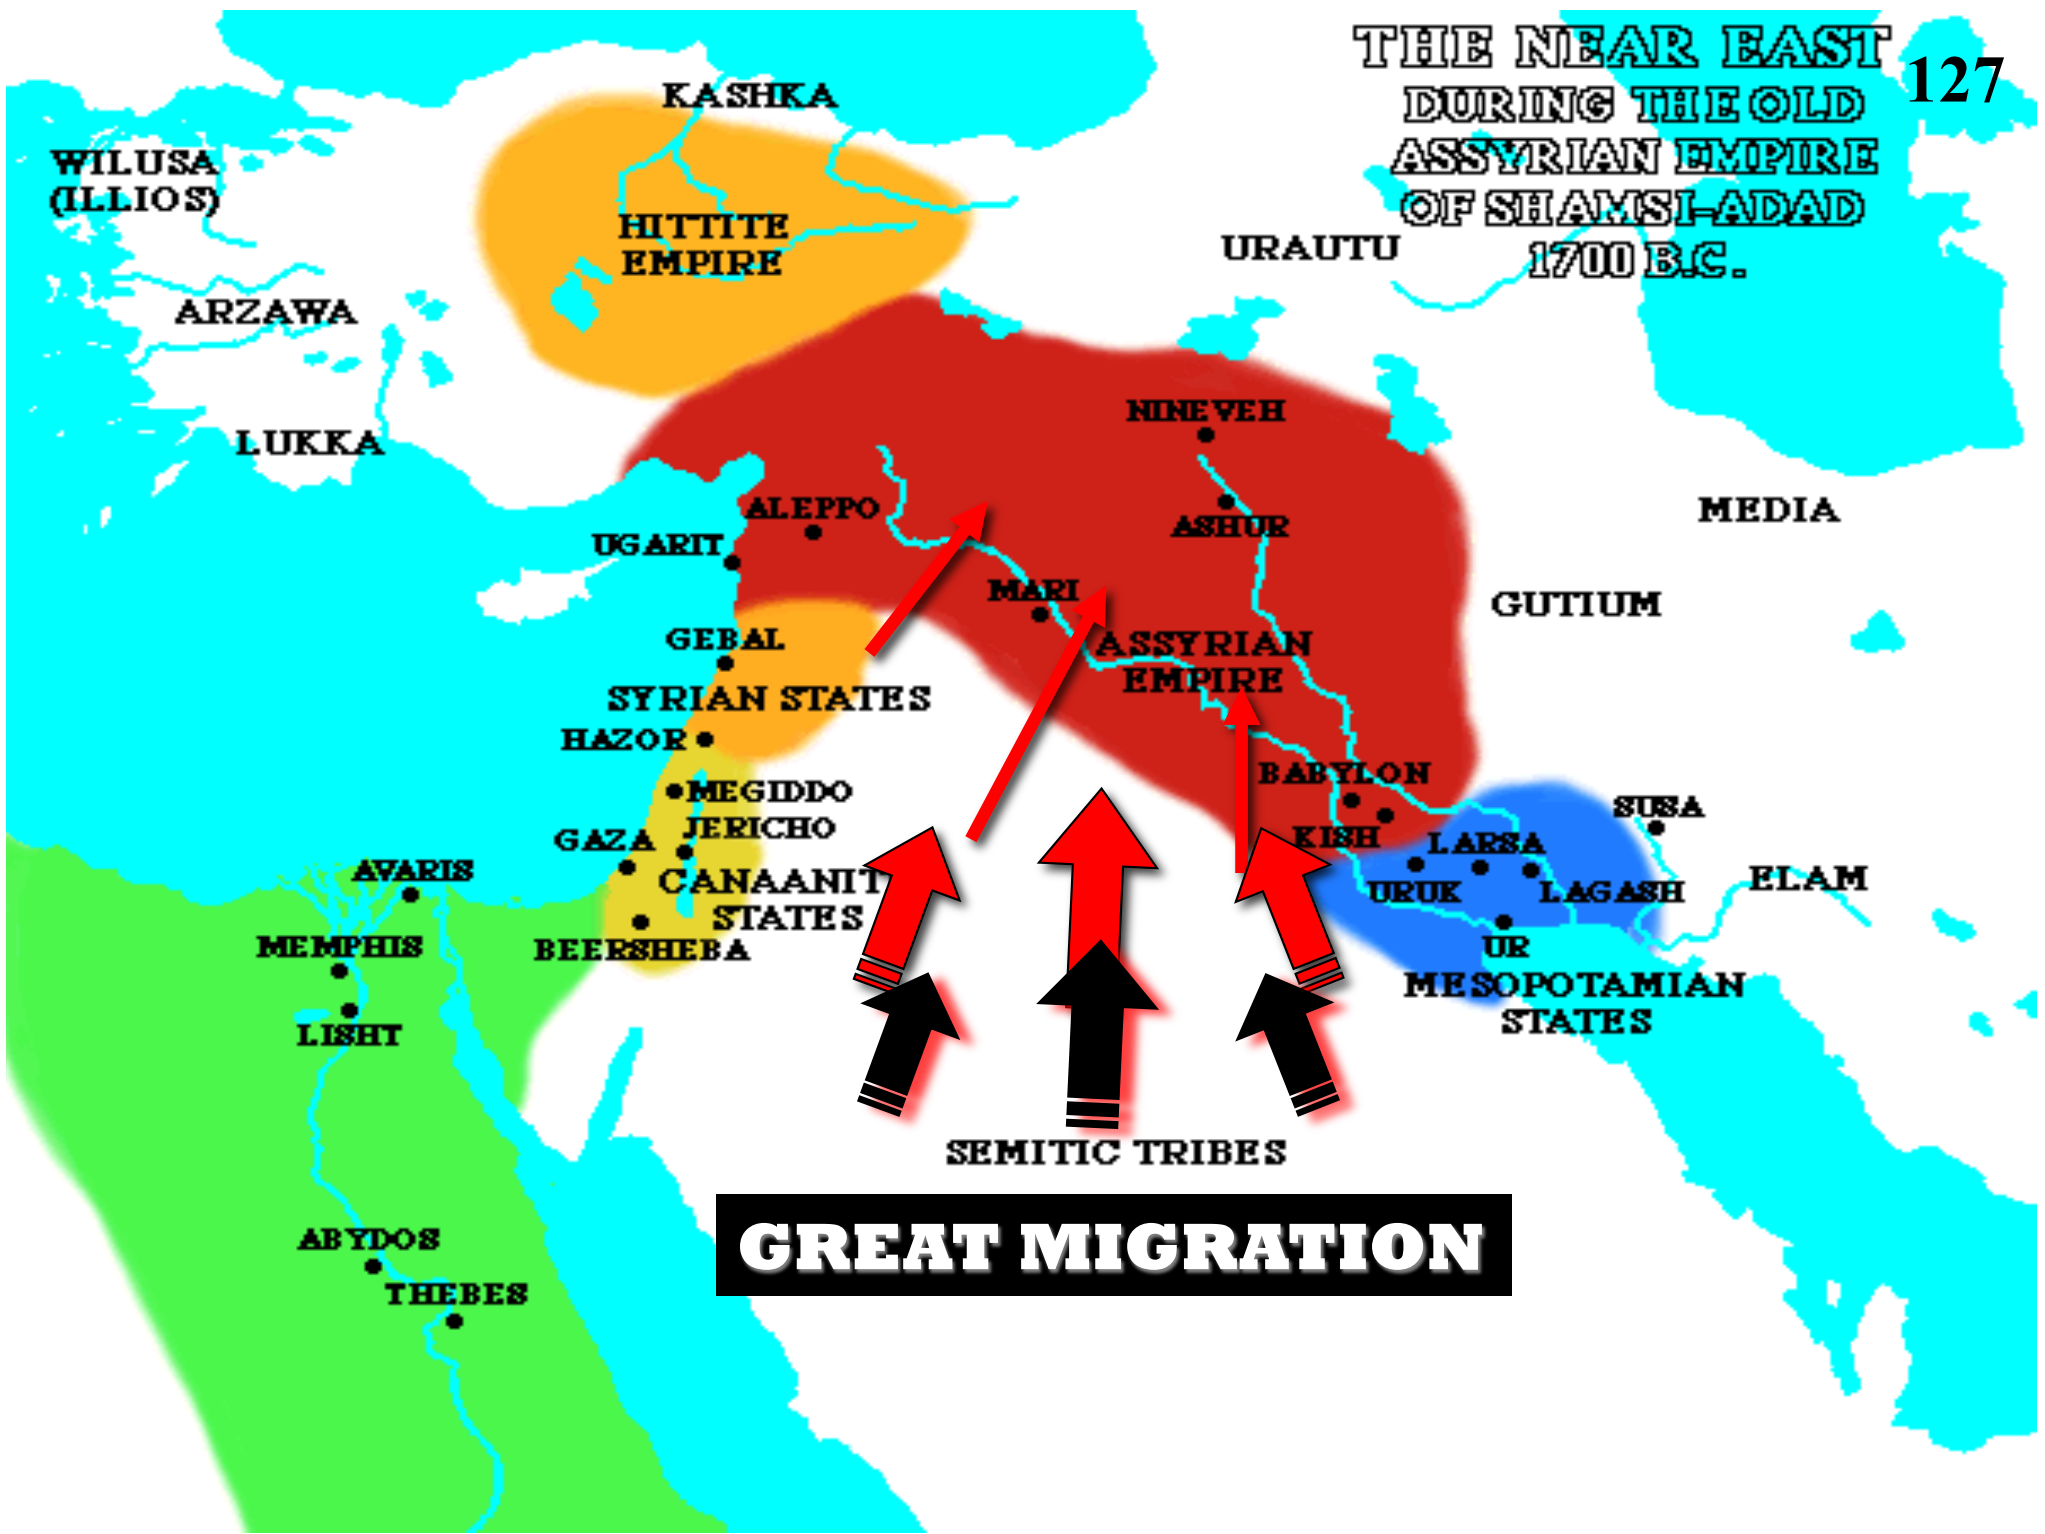 THE NEAR EAST
DURING THE OLD
ASSYRIAN EMPIRE
OF SHAMSI-ADAD
1700 B.C.
127
KASHKA
WILUSA
(ILLIOS)
HITTITE
EMPIRE
URAUTU
ARZAWA
LUKKA
NINEVEH
ALEPPO
ASHUR
MEDIA
UGARIT
MARI
GUTIUM
GEBAL
ASSYRIAN
EMPIRE
SYRIAN STATES
HAZOR
MEGIDDO
BABYLON
SUSA
JERICHO
GAZA
KISH
LARSA
AVARIS
CANAANIT
STATES
URUK
LAGASH
ELAM
MEMPHIS
BEERSHEBA
UR
MESOPOTAMIAN
STATES
LISHT
SEMITIC TRIBES
GREAT MIGRATION
ABYDOS
THEBES